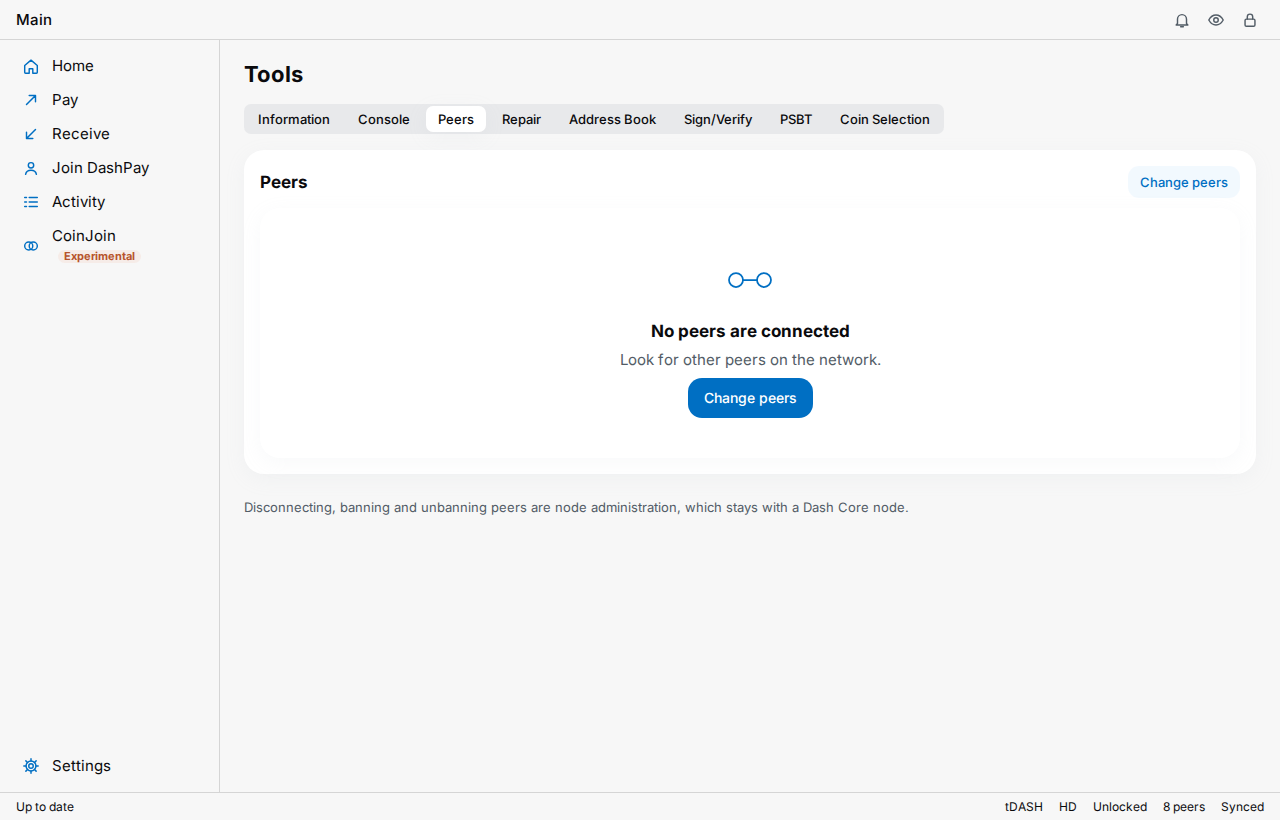 Main
Home
Pay
Receive
Join DashPay
Activity
CoinJoin
Experimental
Settings
Tools
Information Console Peers Repair Address Book Sign/Verify PSBT Coin Selection
Peers
Change peers
No peers are connected
Look for other peers on the network.
Change peers
Disconnecting, banning and unbanning peers are node administration, which stays with a Dash Core node.
Up to date
tDASH HD Unlocked 8 peers Synced